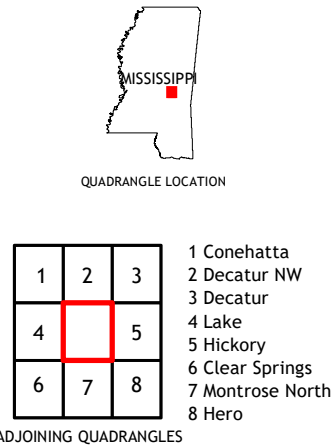 MISSISSIPPI
QUADRANGLE LOCATION
1 2 3
4 5
6 7 8
1 Conehatta
2 Decatur NW
3 Decatur
4 Lake
5 Hickory
6 Clear Springs
7 Montrose North
8 Hero
ADJOINING QUADRANGLES